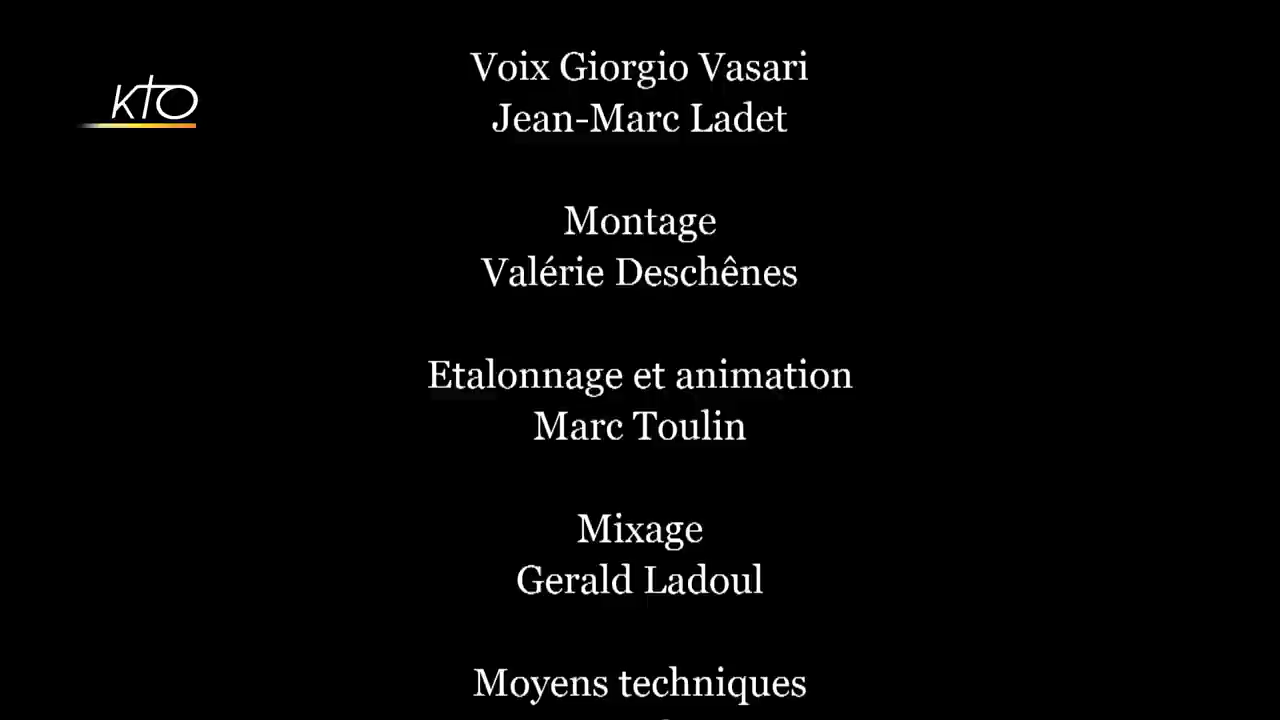 KTO
Voix Giorgio Vasari
Jean-Marc Ladet
Montage
Valérie Deschênes
Etalonnage et animation
Marc Toulin
Mixage
Gerald Ladoul
Moyens techniques